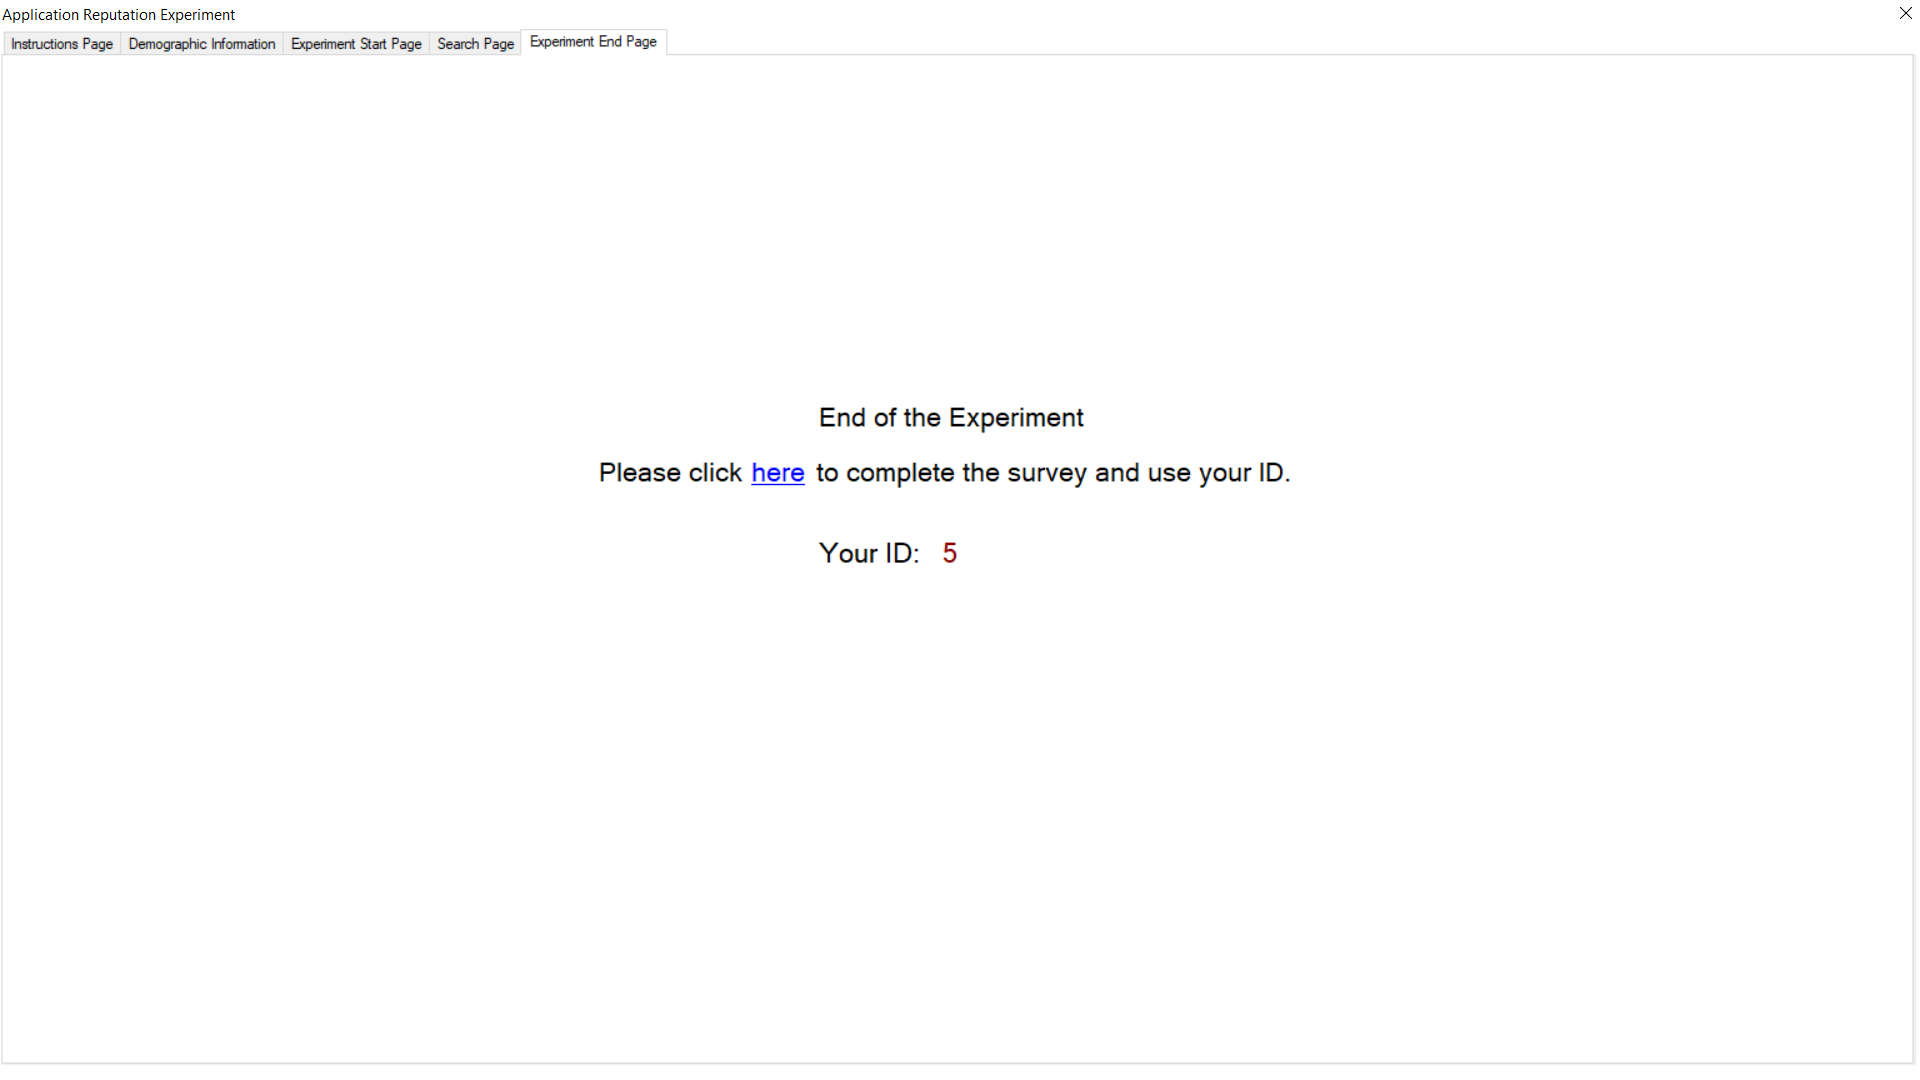 Application Reputation Experiment
Instructions Page Demographic Information Experiment Start Page Search Page Experiment End Page
End of the Experiment
Please click here to complete the survey and use your ID.
Your ID: 5